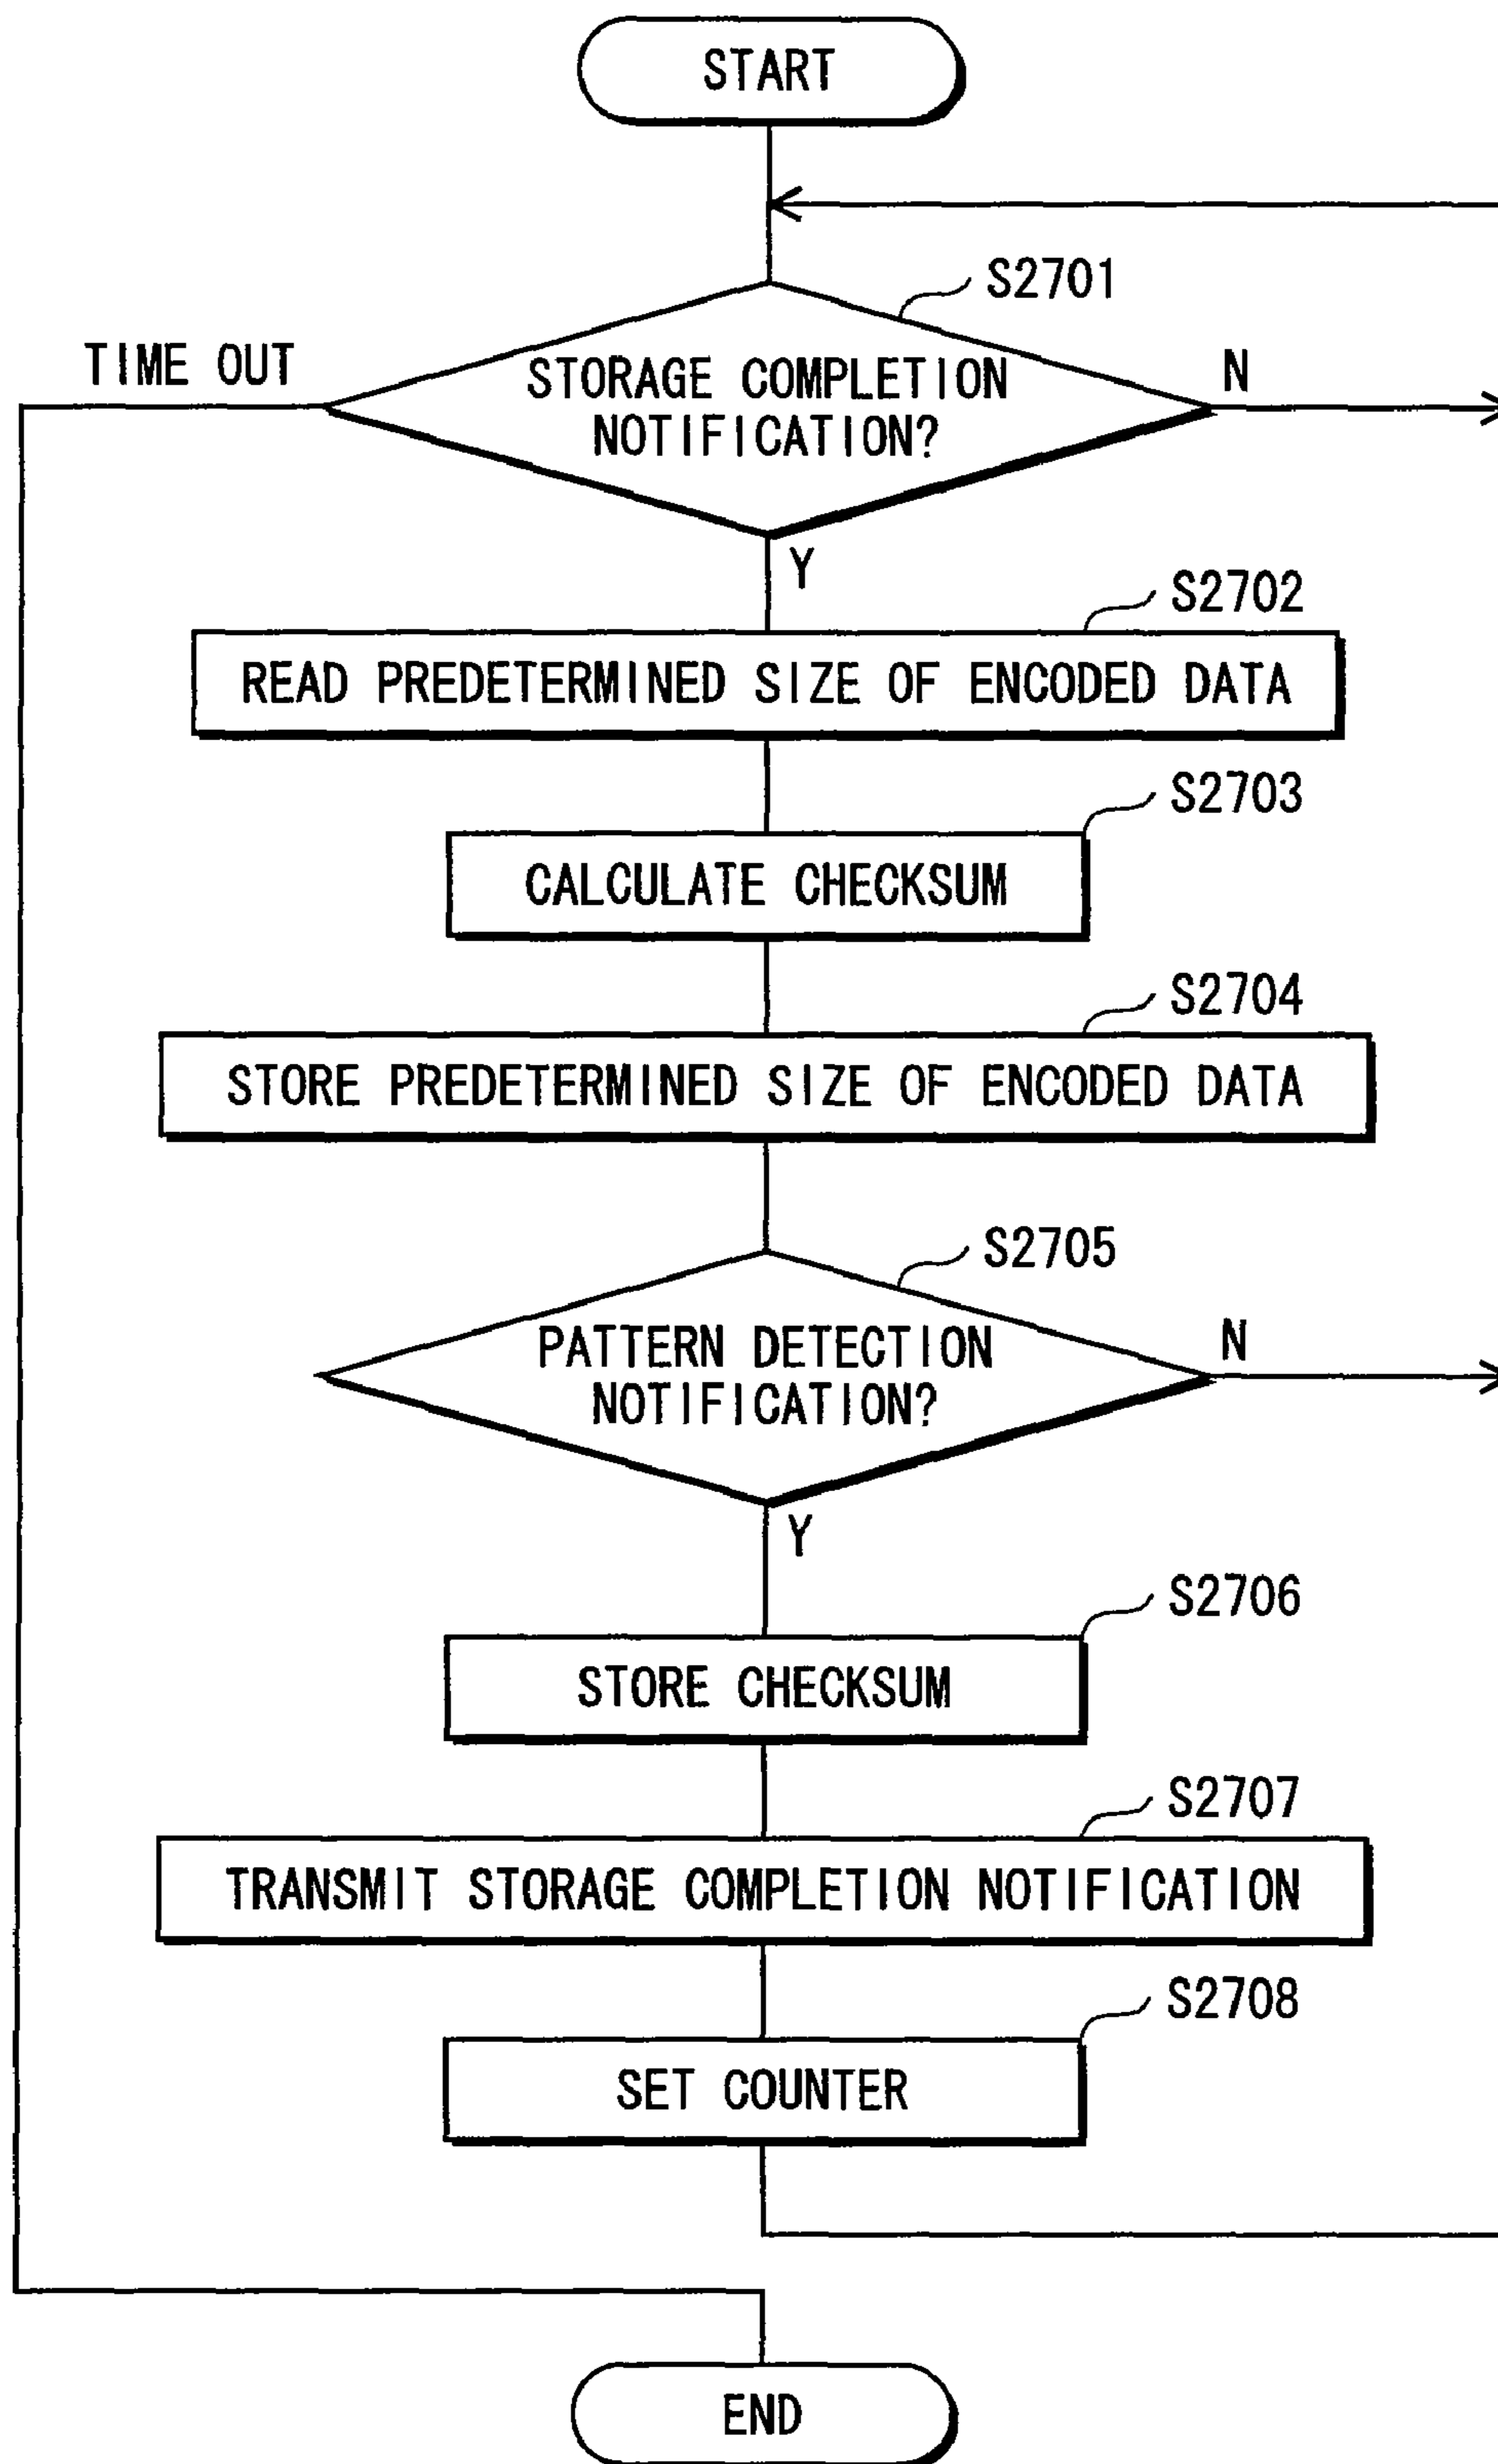 START
S2701
TIME OUT
STORAGE COMPLETION
NOTIFICATION?
N
Y
S2702
READ PREDETERMINED SIZE OF ENCODED DATA
S2703
CALCULATE CHECKSUM
S2704
STORE PREDETERMINED SIZE OF ENCODED DATA
S2705
PATTERN DETECTION
NOTIFICATION?
N
Y
S2706
STORE CHECKSUM
S2707
TRANSMIT STORAGE COMPLETION NOTIFICATION
S2708
SET COUNTER
END